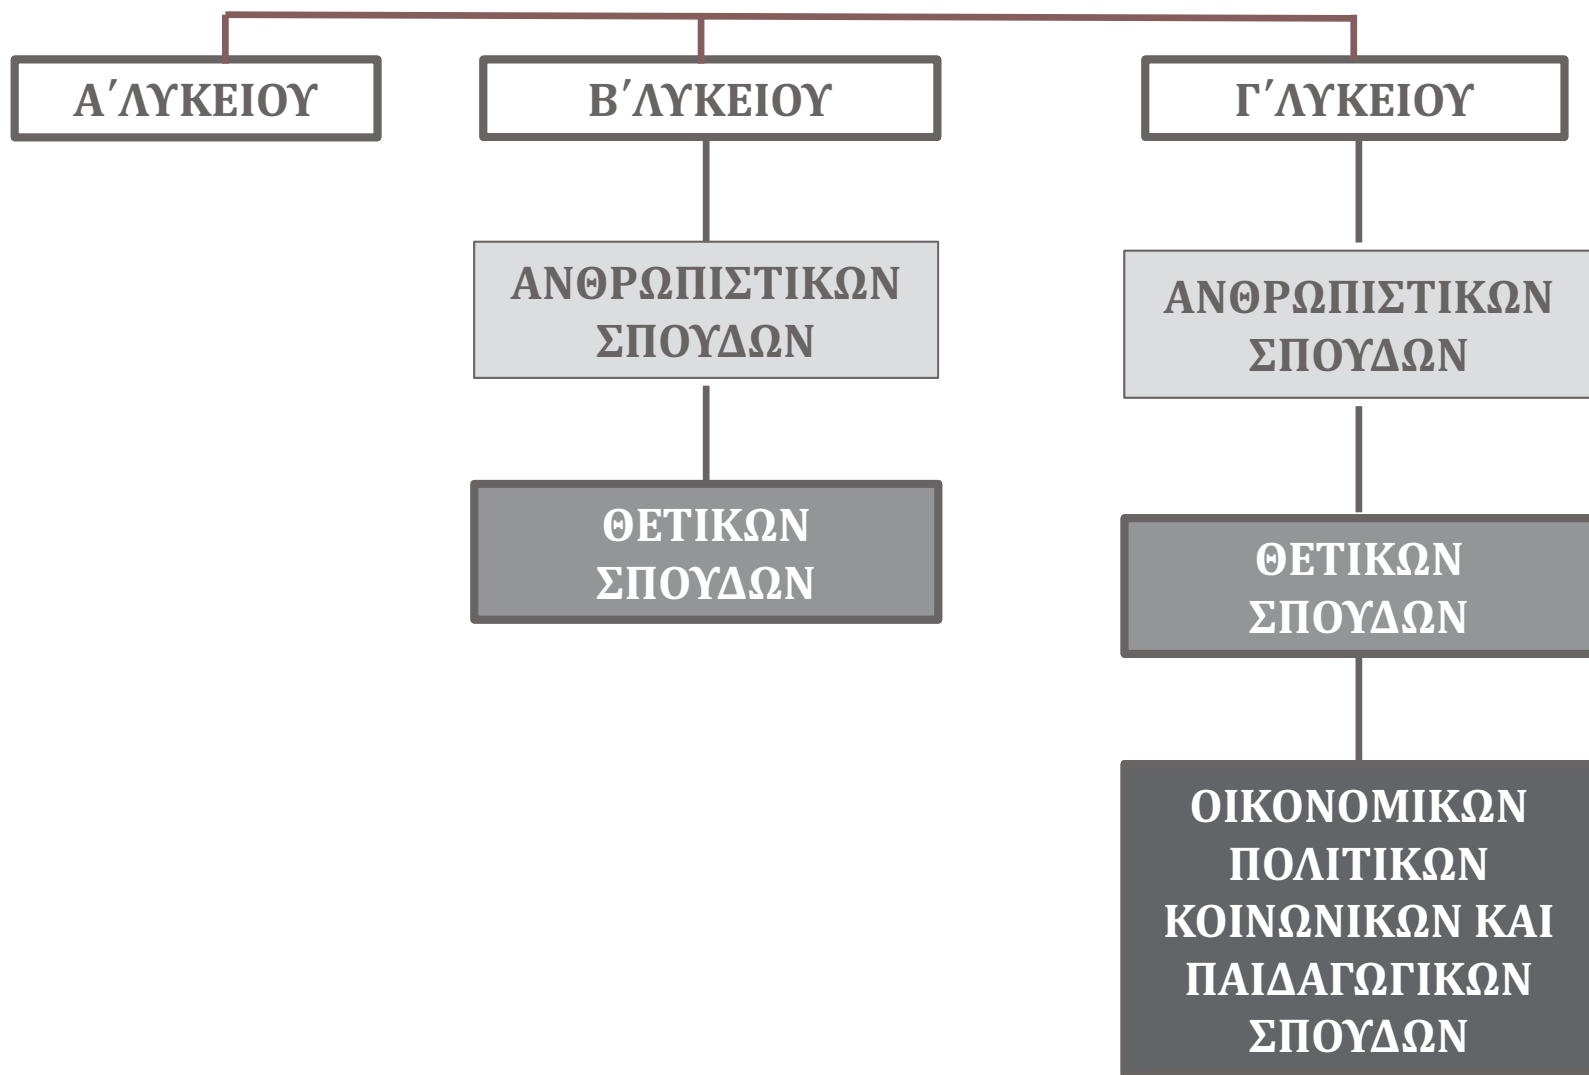 Α΄ΛΥΚΕΙΟΥ
Β΄ΛΥΚΕΙΟΥ
Γ΄ΛΥΚΕΙΟΥ
ΑΝΘΡΩΠΙΣΤΙΚΩΝ
ΣΠΟΥΔΩΝ
ΑΝΘΡΩΠΙΣΤΙΚΩΝ
ΣΠΟΥΔΩΝ
ΘΕΤΙΚΩΝ
ΣΠΟΥΔΩΝ
ΘΕΤΙΚΩΝ
ΣΠΟΥΔΩΝ
ΟΙΚΟΝΟΜΙΚΩΝ
ΠΟΛΙΤΙΚΩΝ
ΚΟΙΝΩΝΙΚΩΝ ΚΑΙ
ΠΑΙΔΑΓΩΓΙΚΩΝ
ΣΠΟΥΔΩΝ